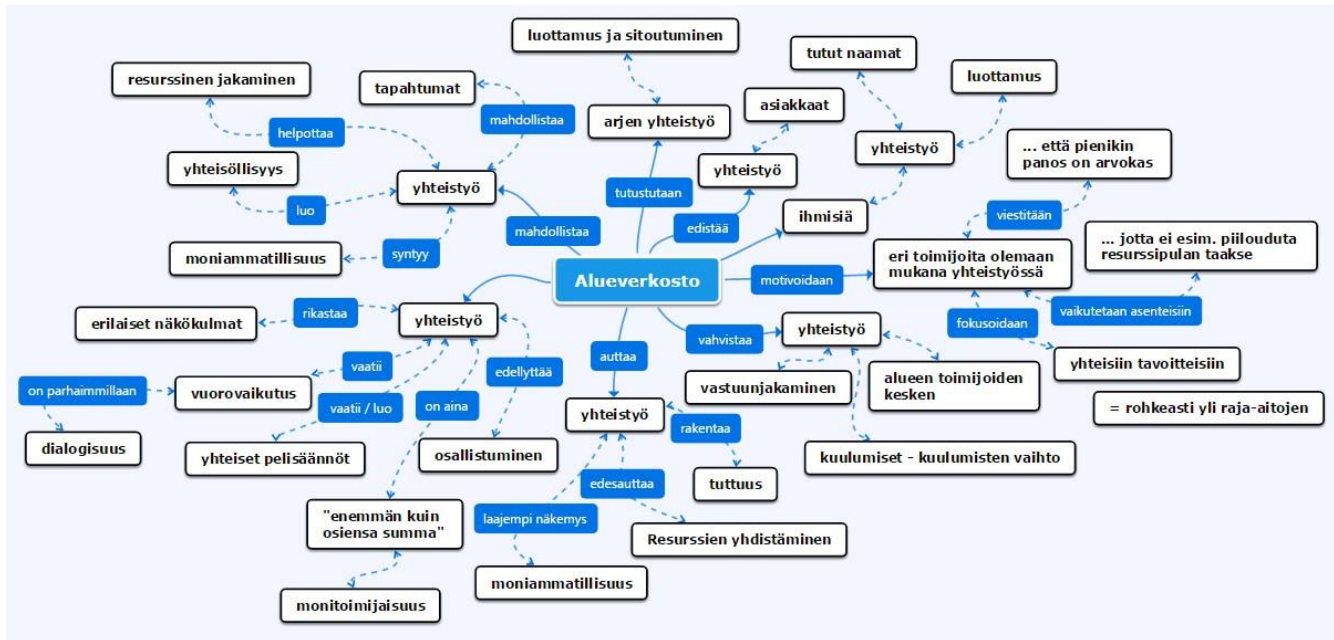 luottamus ja sitoutuminen
tutut naamat
resurssinen jakaminen
tapahtumat
luottamus
asiakkaat
mahdollistaa
arjen yhteistyö
helpottaa
yhteistyö
... että pienikin
panos on arvokas
yhteisöllisyys
yhteistyö
yhteistyö
tutustutaan
luo
ihmisiä
viestitään
mahdollistaa
edistää
... jotta ei esim. piilouduta
resurssipulan taakse
moniammatillisuus
syntyy
eri toimijoita olemaan
mukana yhteistyössä
Alueverkosto
motivoidaan
rikastaa
yhteistyö
erilaiset näkökulmat
yhteistyö
vaikutetaan asenteisiin
fokusoidaan
vahvistaa
auttaa
yhteisiin tavoitteisiin
vaatii
edellyttää
on parhaimmillaan
vuorovaikutus
vastuunjakaminen
alueen toimijoiden
kesken
vaatii / luo
on aina
yhteistyö
= rohkeasti yli raja-aitojen
rakentaa
dialogisuus
yhteiset pelisäännöt
osallistuminen
kuulumiset - kuulumisten vaihto
edesauttaa
tuttuus
"enemmän kuin
osiensa summa"
laajempi näkemys
Resurssien yhdistäminen
moniammatillisuus
monitoimijaisuus